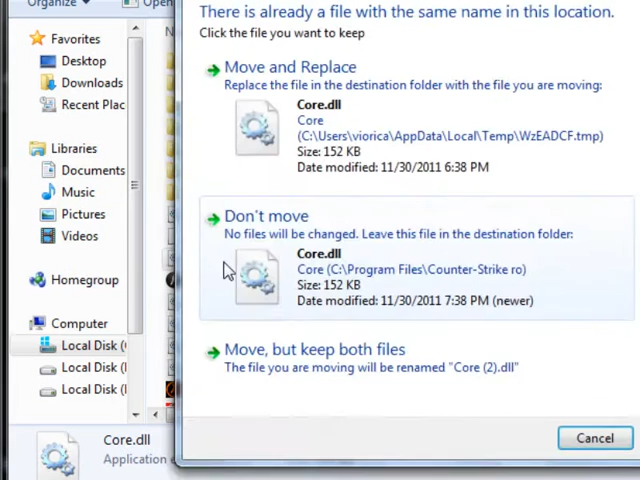 Organize
Open
There is already a file with the same name in this location.
Click the file you want to keep
Favorites
Desktop
Downloads
Recent Plac
Libraries
Documents
Music
Pictures
Videos
Homegroup
Computer
Local Disk (
Local Disk (
Local Disk (
Move and Replace
Replace the file in the destination folder with the file you are moving:
Core.dll
Core
(C:\Users\viorica\AppData\Local\Temp\WzEADCF.tmp)
Size: 152 KB
Date modified: 11/30/2011 6:38 PM
Don't move
No files will be changed. Leave this file in the destination folder:
Core.dll
Core (C:\Program Files\Counter-Strike ro)
Size: 152 KB
Date modified: 11/30/2011 7:38 PM (newer)
Move, but keep both files
The file you are moving will be renamed "Core (2).dll"
Cancel
Core.dll
Application e